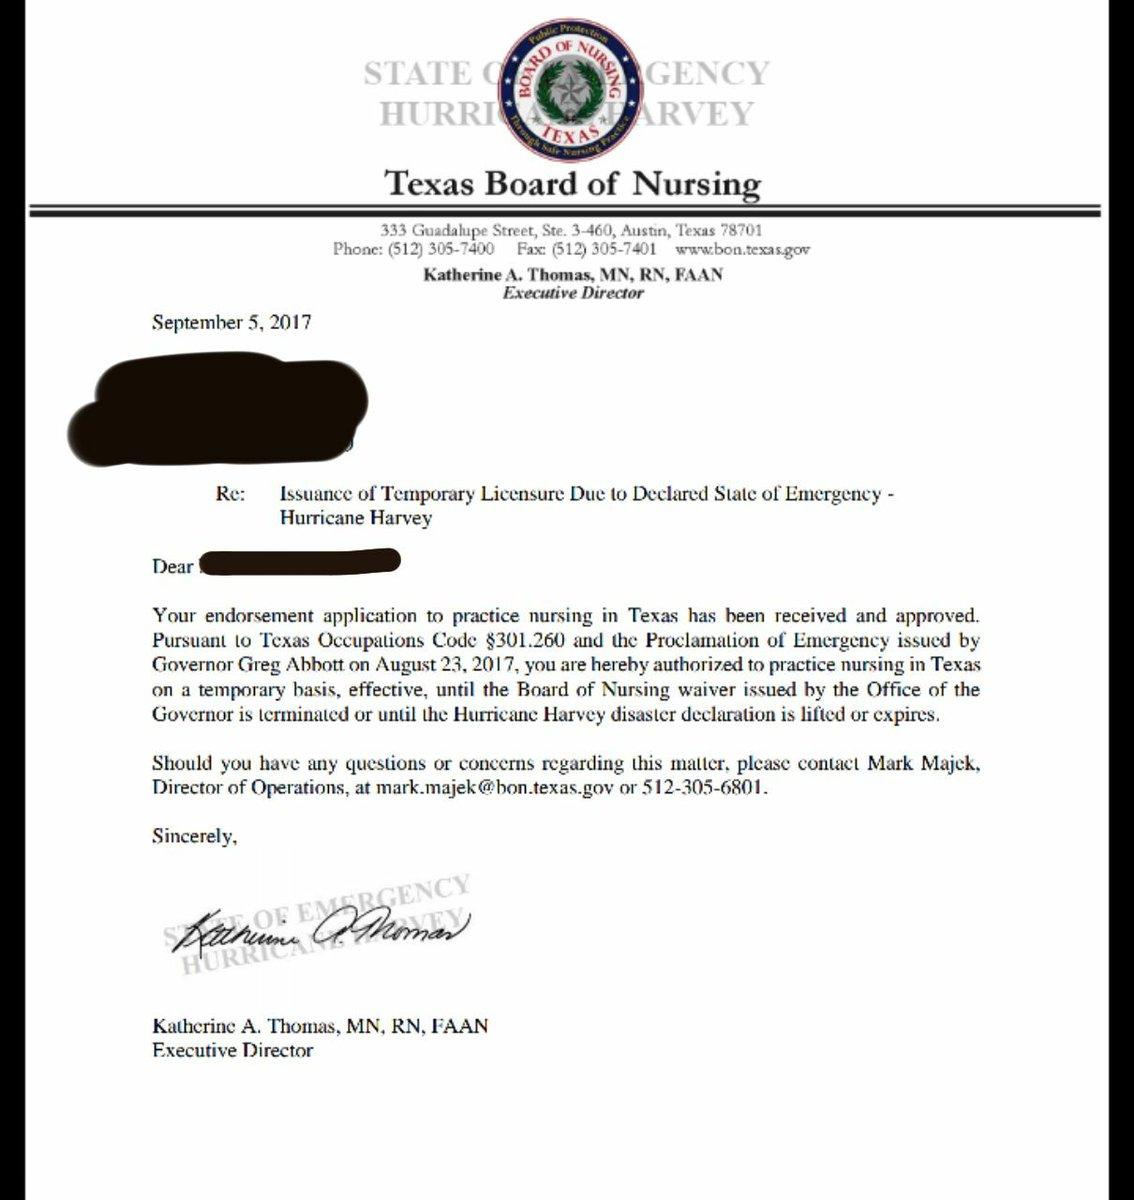 STATE O GENCY
HURRI ARVEY
Public Protection
BOARD OF NURSING
TEXAS
Through Safe Nursing Practice
Texas Board of Nursing
333 Guadalupe Street, Ste. 3-460, Austin, Texas 78701
Phone: (512) 305-7400 Fax: (512) 305-7401 www.bon.texas.gov
Katherine A. Thomas, MN, RN, FAAN
Executive Director
September 5, 2017
Re: Issuance of Temporary Licensure Due to Declared State of Emergency -
Hurricane Harvey
Dear
Your endorsement application to practice nursing in Texas has been received and approved.
Pursuant to Texas Occupations Code §301.260 and the Proclamation of Emergency issued by
Governor Greg Abbott on August 23, 2017, you are hereby authorized to practice nursing in Texas
on a temporary basis, effective, until the Board of Nursing waiver issued by the Office of the
Governor is terminated or until the Hurricane Harvey disaster declaration is lifted or expires.
Should you have any questions or concerns regarding this matter, please contact Mark Majek,
Director of Operations, at mark.majek@bon.texas.gov or 512-305-6801.
Sincerely,
STATE OF EMERGENCY
HURRICANE HARVEY
Katherine A. Thomas
Katherine A. Thomas, MN, RN, FAAN
Executive Director